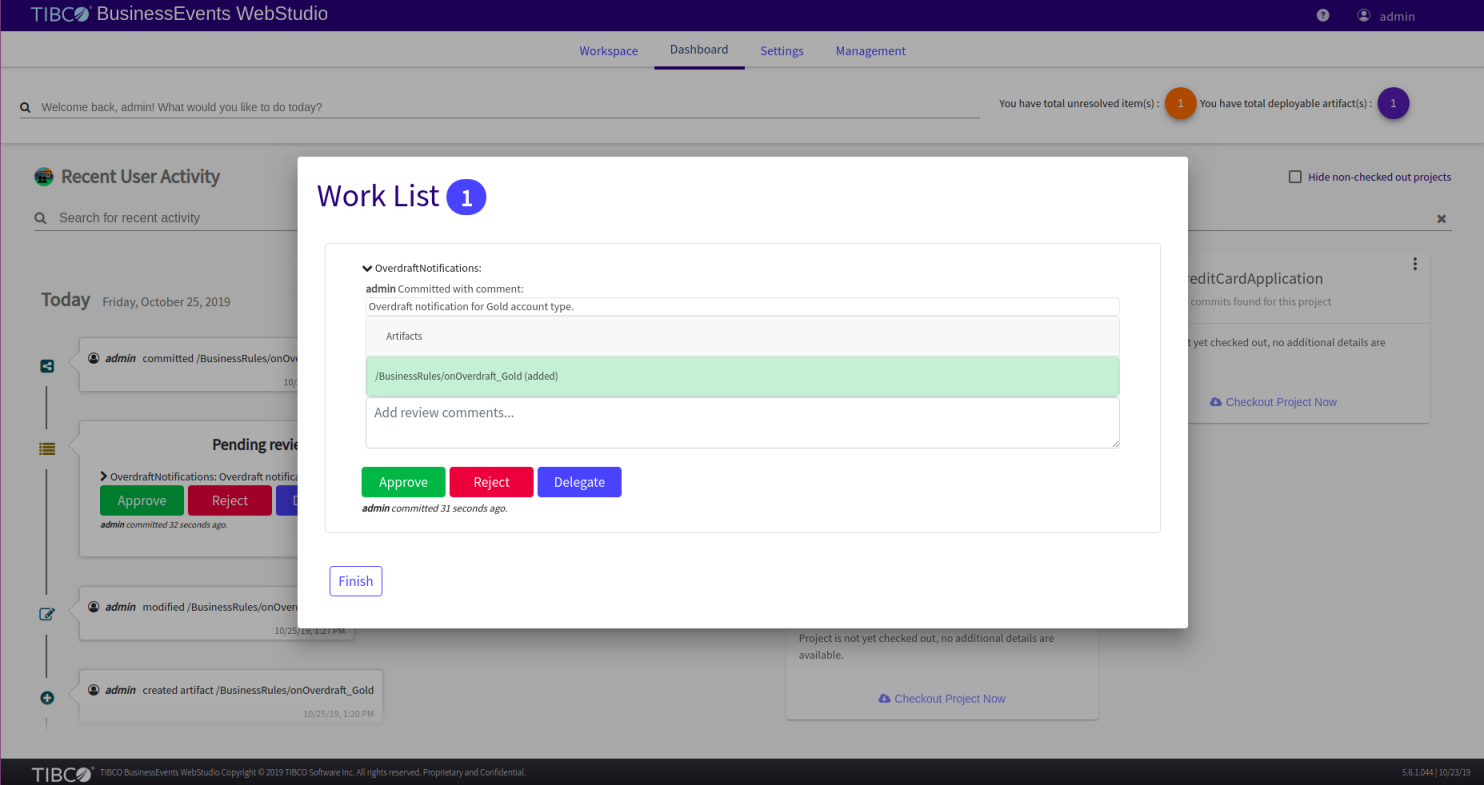 TIBCO® BusinessEvents WebStudio
admin
Workspace
Dashboard
Settings
Management
Welcome back, admin! What would you like to do today?
You have total unresolved item(s) : 1
You have total deployable artifact(s) : 1
Recent User Activity
Hide non-checked out projects
Search for recent activity
Today Friday, October 25, 2019
admin committed /BusinessRules/onOve
10/
Pending revie
OverdraftNotifications: Overdraft notifica
Approve
Reject
D
admin committed 32 seconds ago.
admin modified /BusinessRules/onOver
10/25/19, 1:27 PM
admin created artifact /BusinessRules/onOverdraft_Gold
10/25/19, 1:20 PM
Work List 1
OverdraftNotifications:
admin Committed with comment:
Overdraft notification for Gold account type.
Artifacts
/BusinessRules/onOverdraft_Gold (added)
Add review comments...
Approve
Reject
Delegate
admin committed 31 seconds ago.
Finish
reditCardApplication
commits found for this project
t yet checked out, no additional details are
Checkout Project Now
Project is not yet checked out, no additional details are
available.
Checkout Project Now
TIBCO® TIBCO BusinessEvents WebStudio Copyright © 2019 TIBCO Software Inc. All rights reserved. Proprietary and Confidential.
5.6.1.044 | 10/23/19